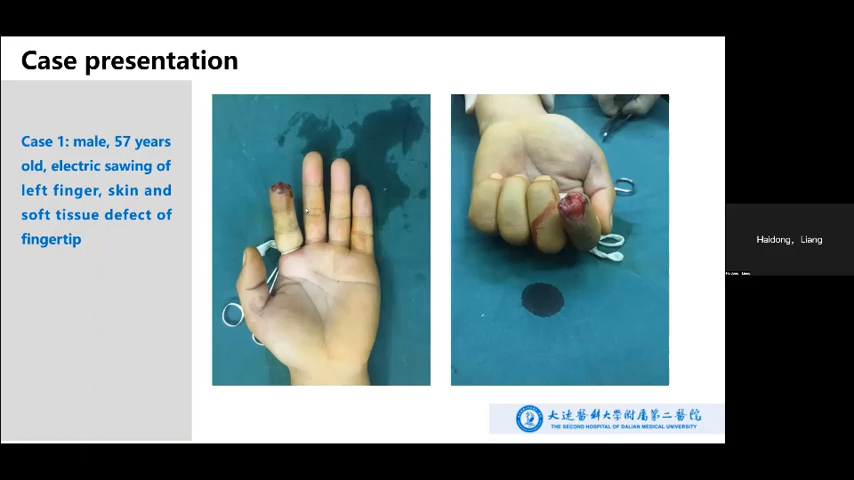 Case presentation
Case 1: male, 57 years
old, electric sawing of
left finger, skin and
soft tissue defect of
fingertip
Haidong, Liang
大连医科大学附属第二医院
THE SECOND HOSPITAL OF DALIAN MEDICAL UNIVERSITY